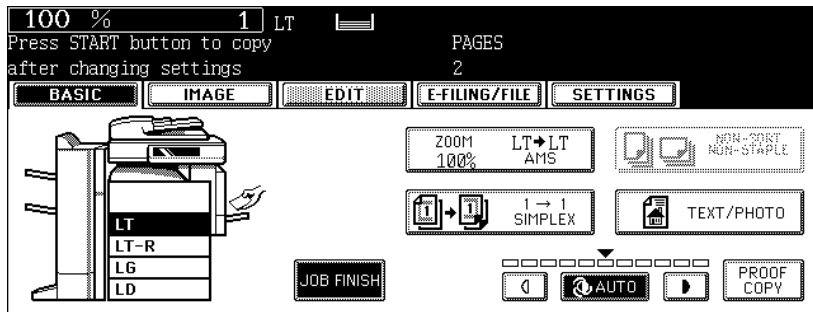 100 % 1 LT
Press START button to copy PAGES
after changing settings 2
BASIC IMAGE EDIT E-FILING/FILE SETTINGS
ZOOM LT→LT
100% AMS
NON-SORT
NON-STAPLE
1 1
1 → 1
SIMPLEX
TEXT/PHOTO
LT
LT-R
LG
LD
JOB FINISH
AUTO
PROOF
COPY